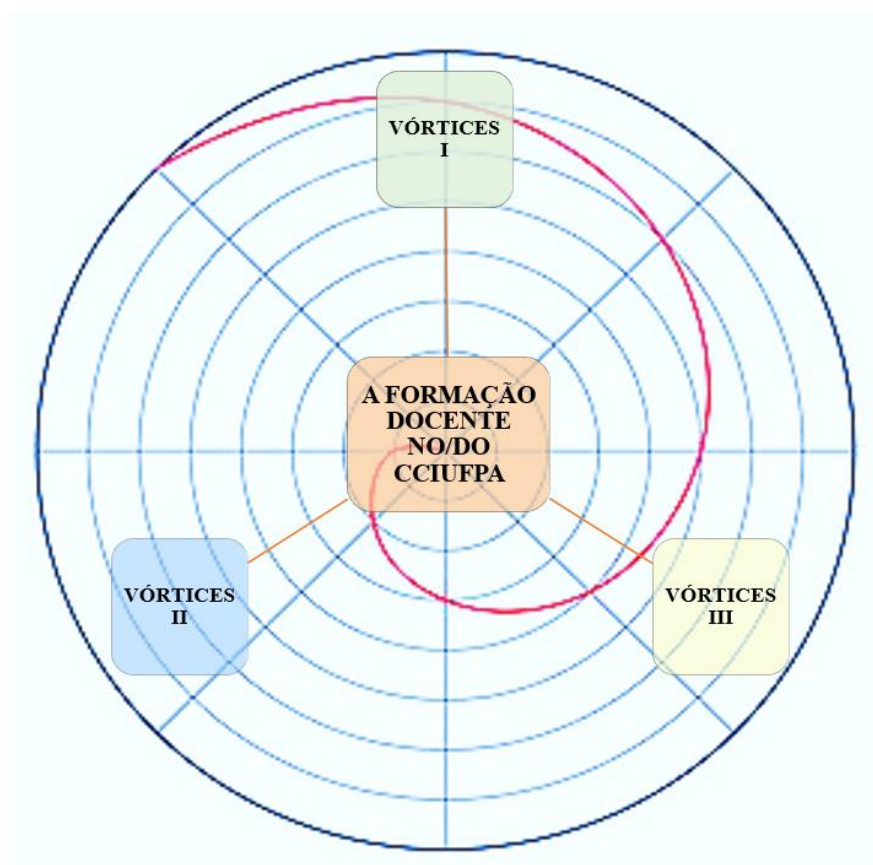 VÓRTICES
I
A FORMAÇÃO
DOCENTE
NO/DO
CCIUFPA
VÓRTICES
II
VÓRTICES
III